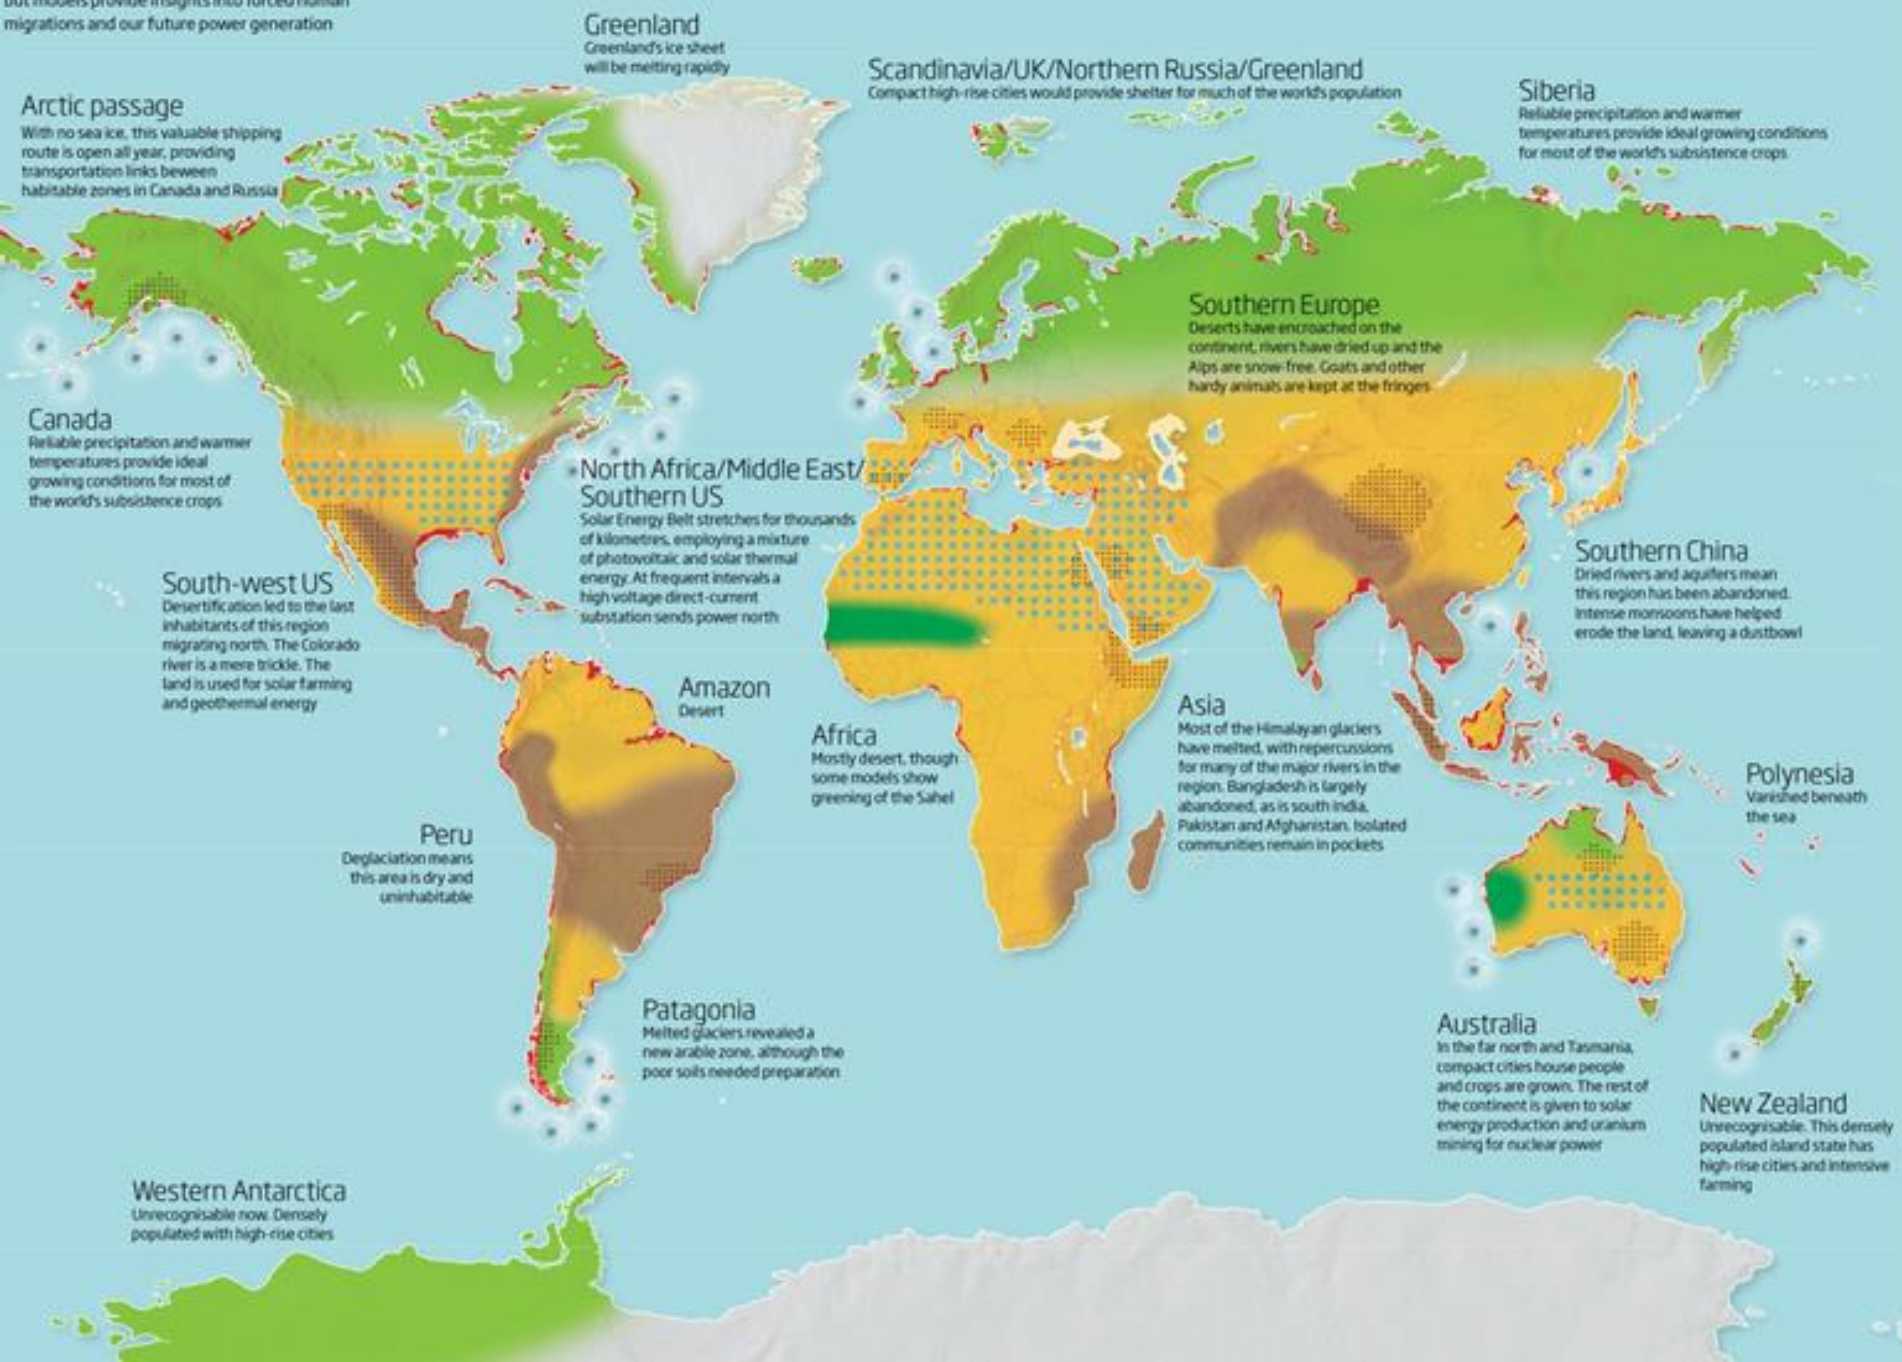 but models provide insights into forced human
migrations and our future power generation
Greenland
Greenland's ice sheet
will be melting rapidly
Scandinavia/UK/Northern Russia/Greenland
Compact high-rise cities would provide shelter for much of the world's population
Siberia
Reliable precipitation and warmer
temperatures provide ideal growing conditions
for most of the world's subsistence crops
Arctic passage
With no sea ice, this valuable shipping
route is open all year, providing
transportation links beween
habitable zones in Canada and Russia
Southern Europe
Deserts have encroached on the
continent, rivers have dried up and the
Alps are snow-free. Goats and other
hardy animals are kept at the fringes
Canada
Reliable precipitation and warmer
temperatures provide ideal
growing conditions for most of
the world's subsistence crops
North Africa/Middle East/
Southern US
Solar Energy Belt stretches for thousands
of kilometres, employing a mixture
of photovoltaic and solar thermal
energy. At frequent intervals a
high voltage direct-current
substation sends power north
Southern China
Dried rivers and aquifers mean
this region has been abandoned.
Intense monsoons have helped
erode the land, leaving a dustbowl
South-west US
Desertification led to the last
inhabitants of this region
migrating north. The Colorado
river is a mere trickle. The
land is used for solar farming
and geothermal energy
Amazon
Desert
Africa
Mostly desert, though
some models show
greening of the Sahel
Asia
Most of the Himalayan glaciers
have melted, with repercussions
for many of the major rivers in the
region. Bangladesh is largely
abandoned, as is south India,
Pakistan and Afghanistan. Isolated
communities remain in pockets
Polynesia
Vanished beneath
the sea
Peru
Deglaciation means
this area is dry and
uninhabitable
Patagonia
Melted glaciers revealed a
new arable zone, although the
poor soils needed preparation
Australia
In the far north and Tasmania,
compact cities house people
and crops are grown. The rest of
the continent is given to solar
energy production and uranium
mining for nuclear power
New Zealand
Unrecognisable. This densely
populated island state has
high-rise cities and intensive
farming
Western Antarctica
Unrecognisable now. Densely
populated with high-rise cities